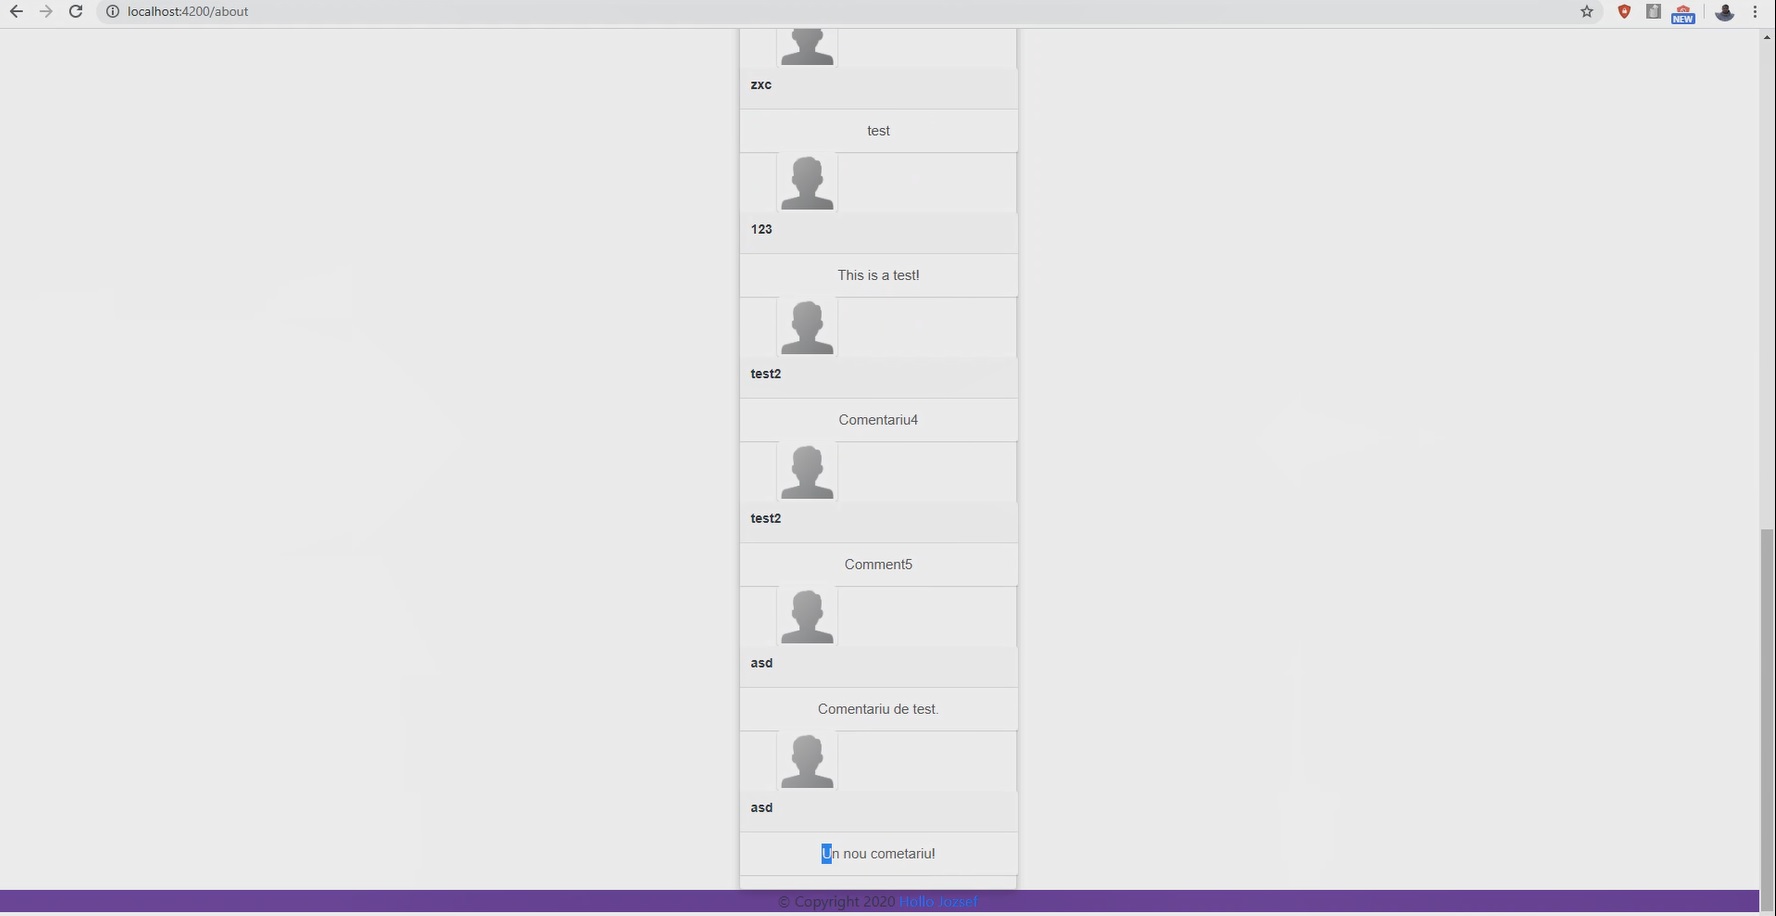 localhost:4200/about
NEW
zxc
test
123
This is a test!
test2
Comentariu4
test2
Comment5
asd
Comentariu de test.
asd
Un nou cometariu!
© Copyright 2020 Hollo Jozsef